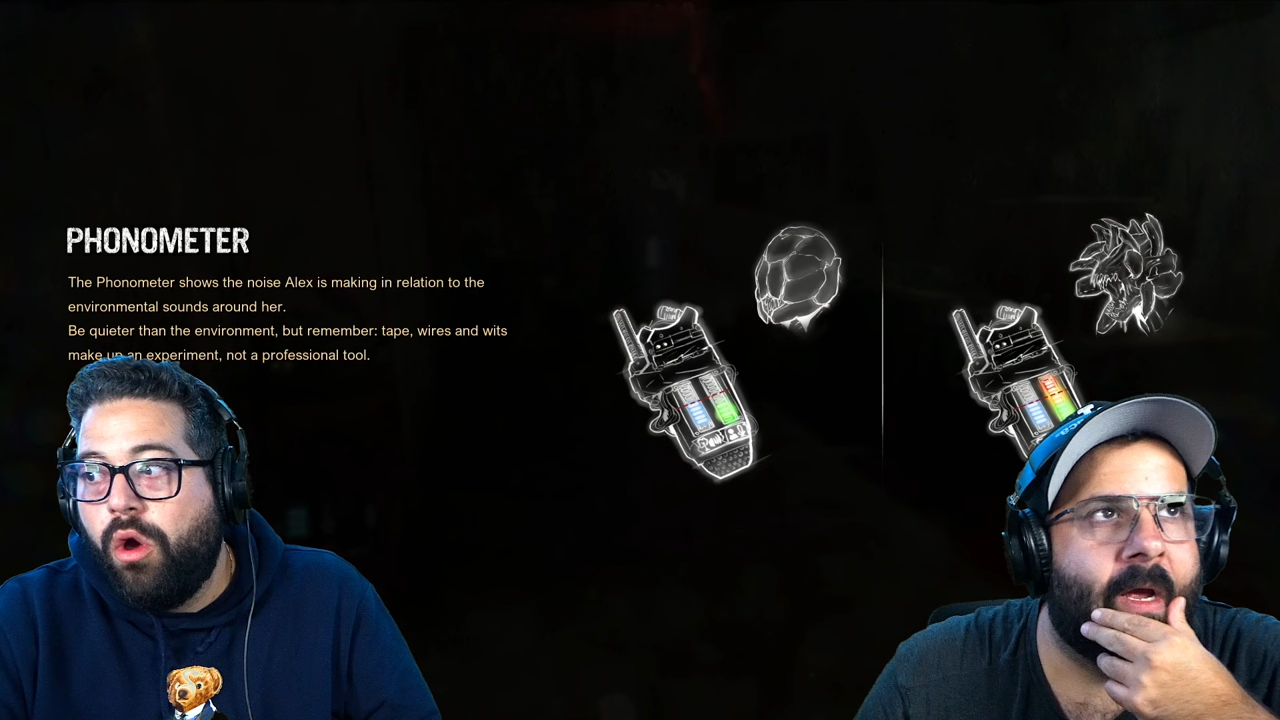 PHONOMETER
The Phonometer shows the noise Alex is making in relation to the
environmental sounds around her.
Be quieter than the environment, but remember: tape, wires and wits
make up an experiment, not a professional tool.